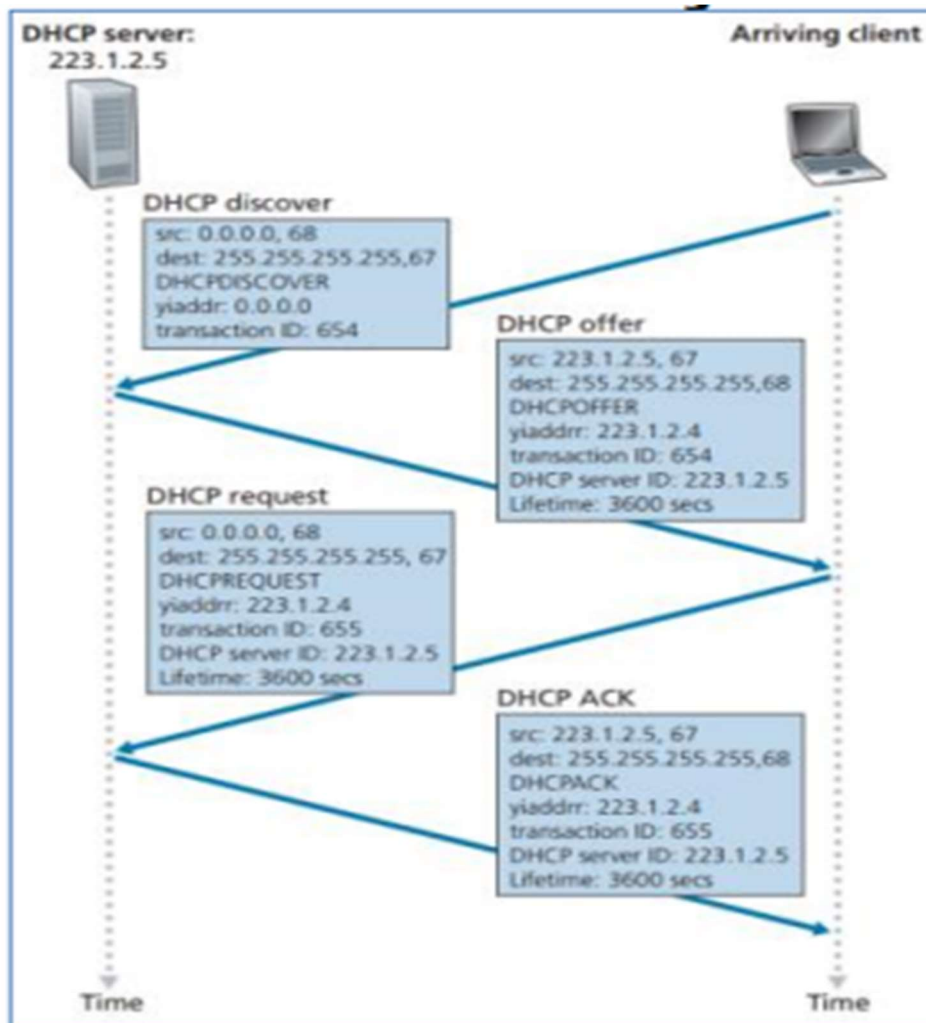 DHCP server:
223.1.2.5
Arriving client
DHCP discover
src: 0.0.0.0, 68
dest: 255.255.255.255,67
DHCPDISCOVER
yiaddr: 0.0.0.0
transaction ID: 654
DHCP offer
src: 223.1.2.5, 67
dest: 255.255.255.255,68
DHCPOFFER
yiaddrr: 223.1.2.4
transaction ID: 654
DHCP server ID: 223.1.2.5
Lifetime: 3600 secs
DHCP request
src: 0.0.0.0, 68
dest: 255.255.255.255, 67
DHCPREQUEST
yiaddrr: 223.1.2.4
transaction ID: 655
DHCP server ID: 223.1.2.5
Lifetime: 3600 secs
DHCP ACK
src: 223.1.2.5, 67
dest: 255.255.255.255,68
DHCPACK
yiaddrr: 223.1.2.4
transaction ID: 655
DHCP server ID: 223.1.2.5
Lifetime: 3600 secs
Time
Time